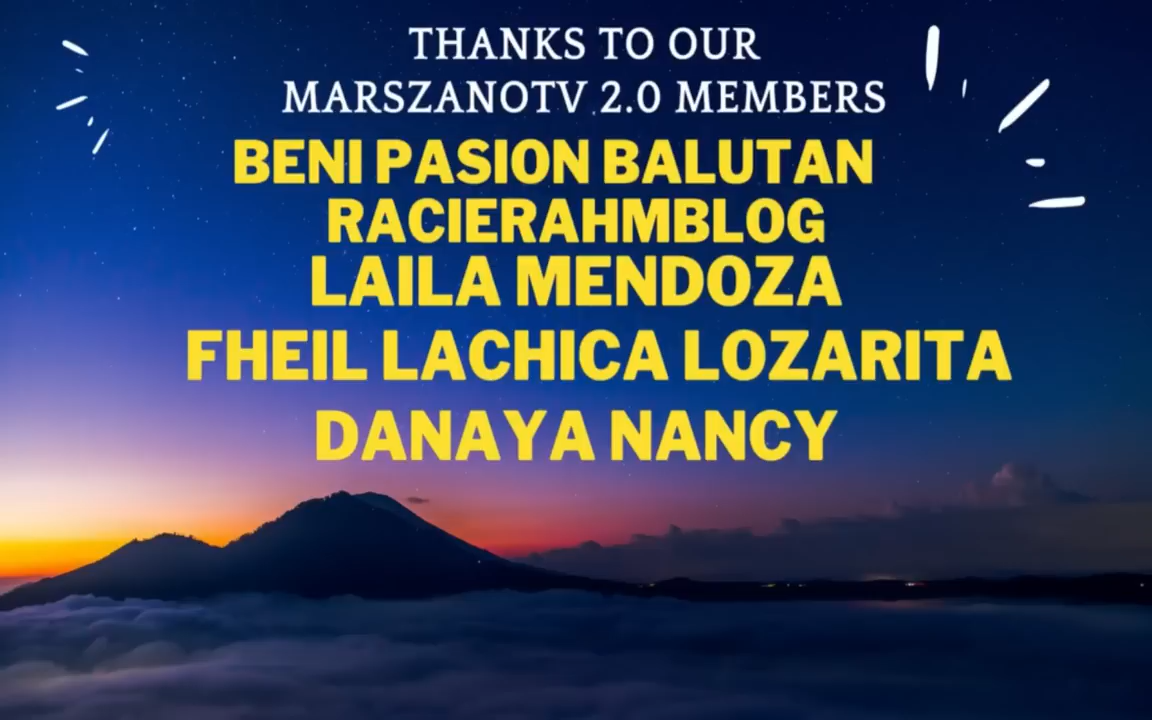 THANKS TO OUR
MARSZANOTV 2.0 MEMBERS
BENI PASION BALUTAN
RACIERAHMBLOG
LAILA MENDOZA
FHEIL LACHICA LOZARITA
DANAYA NANCY